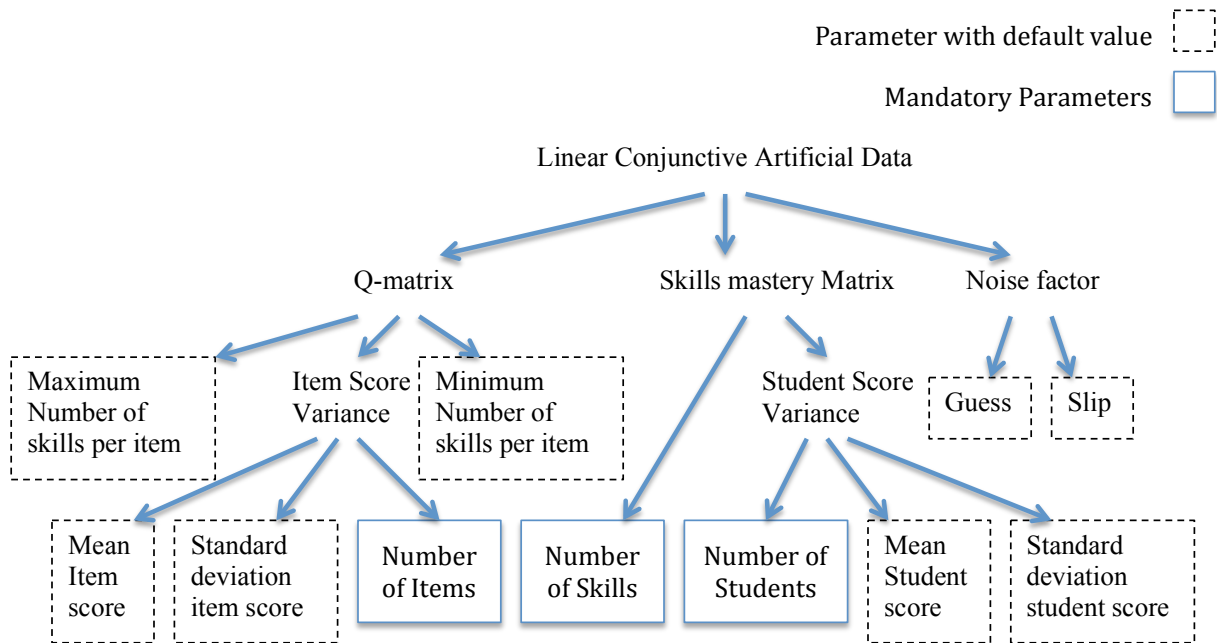 Parameter with default value
Mandatory Parameters
Linear Conjunctive Artificial Data
Q-matrix
Skills mastery Matrix
Noise factor
Maximum
Number of
skills per item
Item Score
Variance
Minimum
Number of
skills per item
Student Score
Variance
Guess
Slip
Mean
Item
score
Standard
deviation
item score
Number
of Items
Number
of Skills
Number of
Students
Mean
Student
score
Standard
deviation
student score